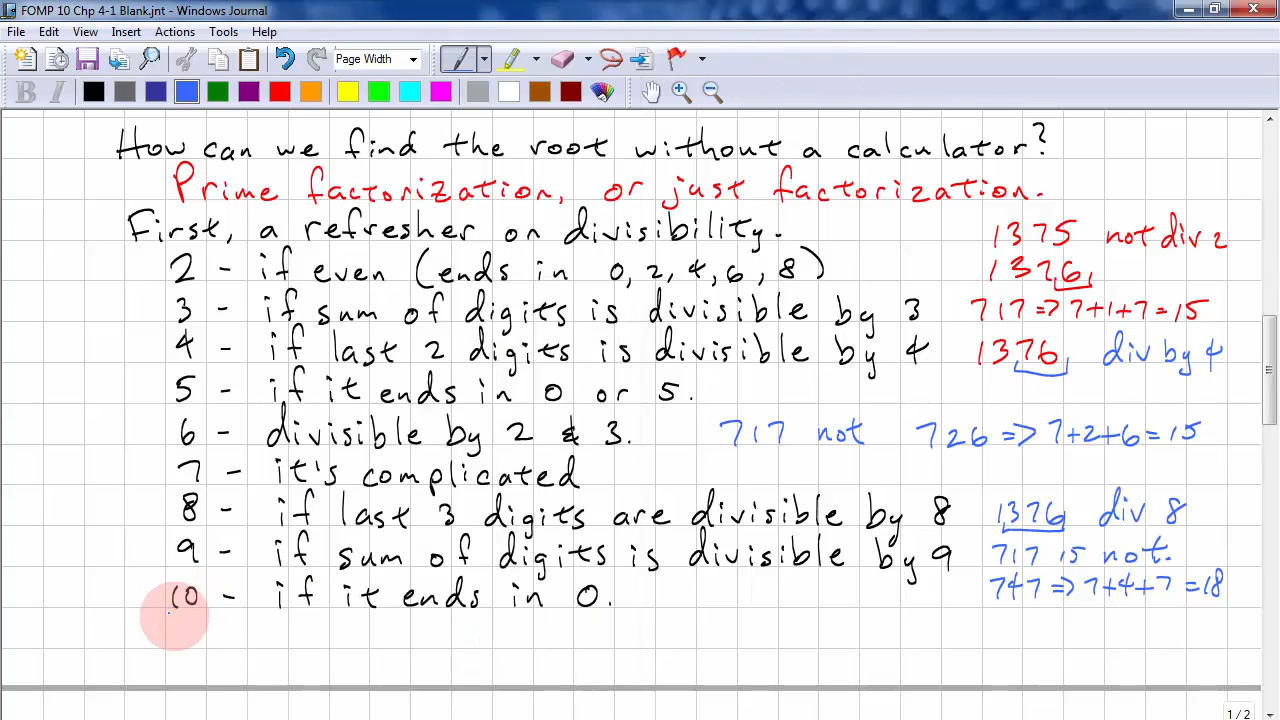 FOMP 10 Chp 4-1 Blank.jnt - Windows Journal
File Edit View Insert Actions Tools Help
Page Width
B I
How can we find the root without a calculator?
Prime factorization, or just factorization.
First, a refresher on divisibility. 1375 not div 2
2 - if even (ends in 0, 2, 4, 6, 8) 1376
3 - if sum of digits is divisible by 3 717 => 7+1+7=15
4 - if last 2 digits is divisible by 4 1376 div by 4
5 - if it ends in 0 or 5.
6 - divisible by 2 & 3. 717 not 726 => 7+2+6=15
7 - it's complicated
8 - if last 3 digits are divisible by 8 1376 div 8
9 - if sum of digits is divisible by 9 717 15 not.
10 - if it ends in 0. 747 => 7+4+7=18
1/2